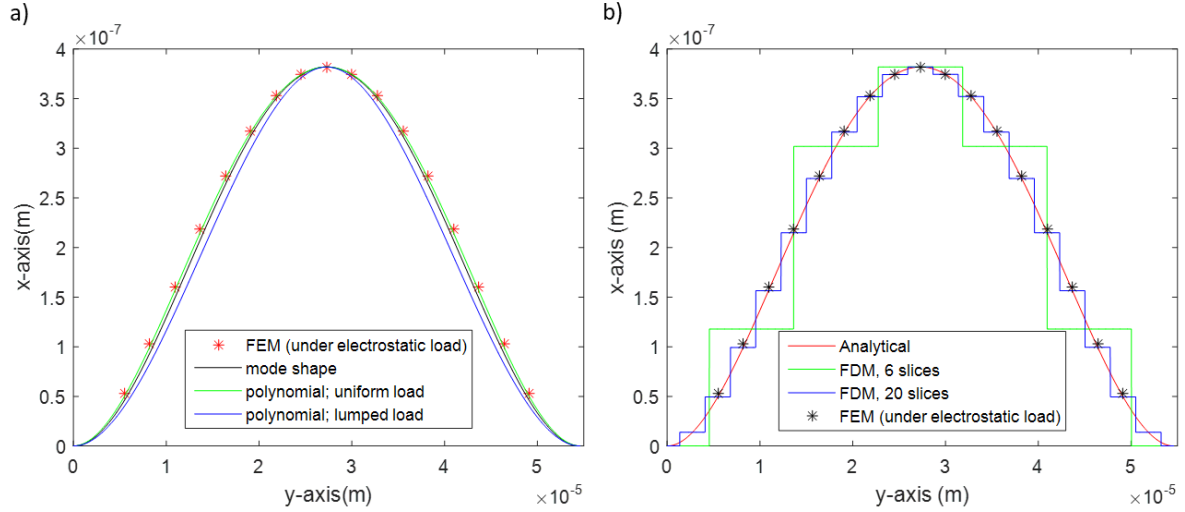 a)
×10⁻⁷
4
3.5
3
2.5
2
1.5
1
0.5
0
x-axis(m)
FEM (under electrostatic load)
mode shape
polynomial; uniform load
polynomial; lumped load
0 1 2 3 4 5
y-axis(m)
×10⁻⁵
b)
×10⁻⁷
4
3.5
3
2.5
2
1.5
1
0.5
0
x-axis (m)
Analytical
FDM, 6 slices
FDM, 20 slices
FEM (under electrostatic load)
0 1 2 3 4 5
y-axis(m)
×10⁻⁵